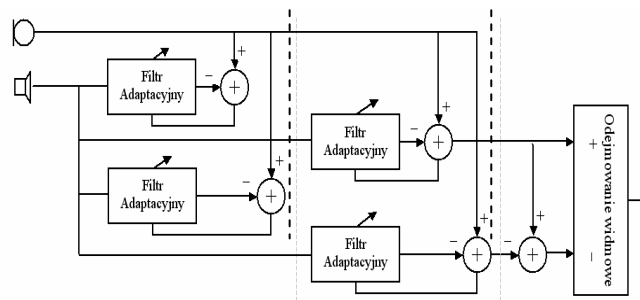 +
Filtr
Adaptacyjny
−
+
+
Filtr
Adaptacyjny
−
+
+
Filtr
Adaptacyjny
−
+
+
Filtr
Adaptacyjny
−
+
+
−
+
+
Odejmowanie widmowe
+
−